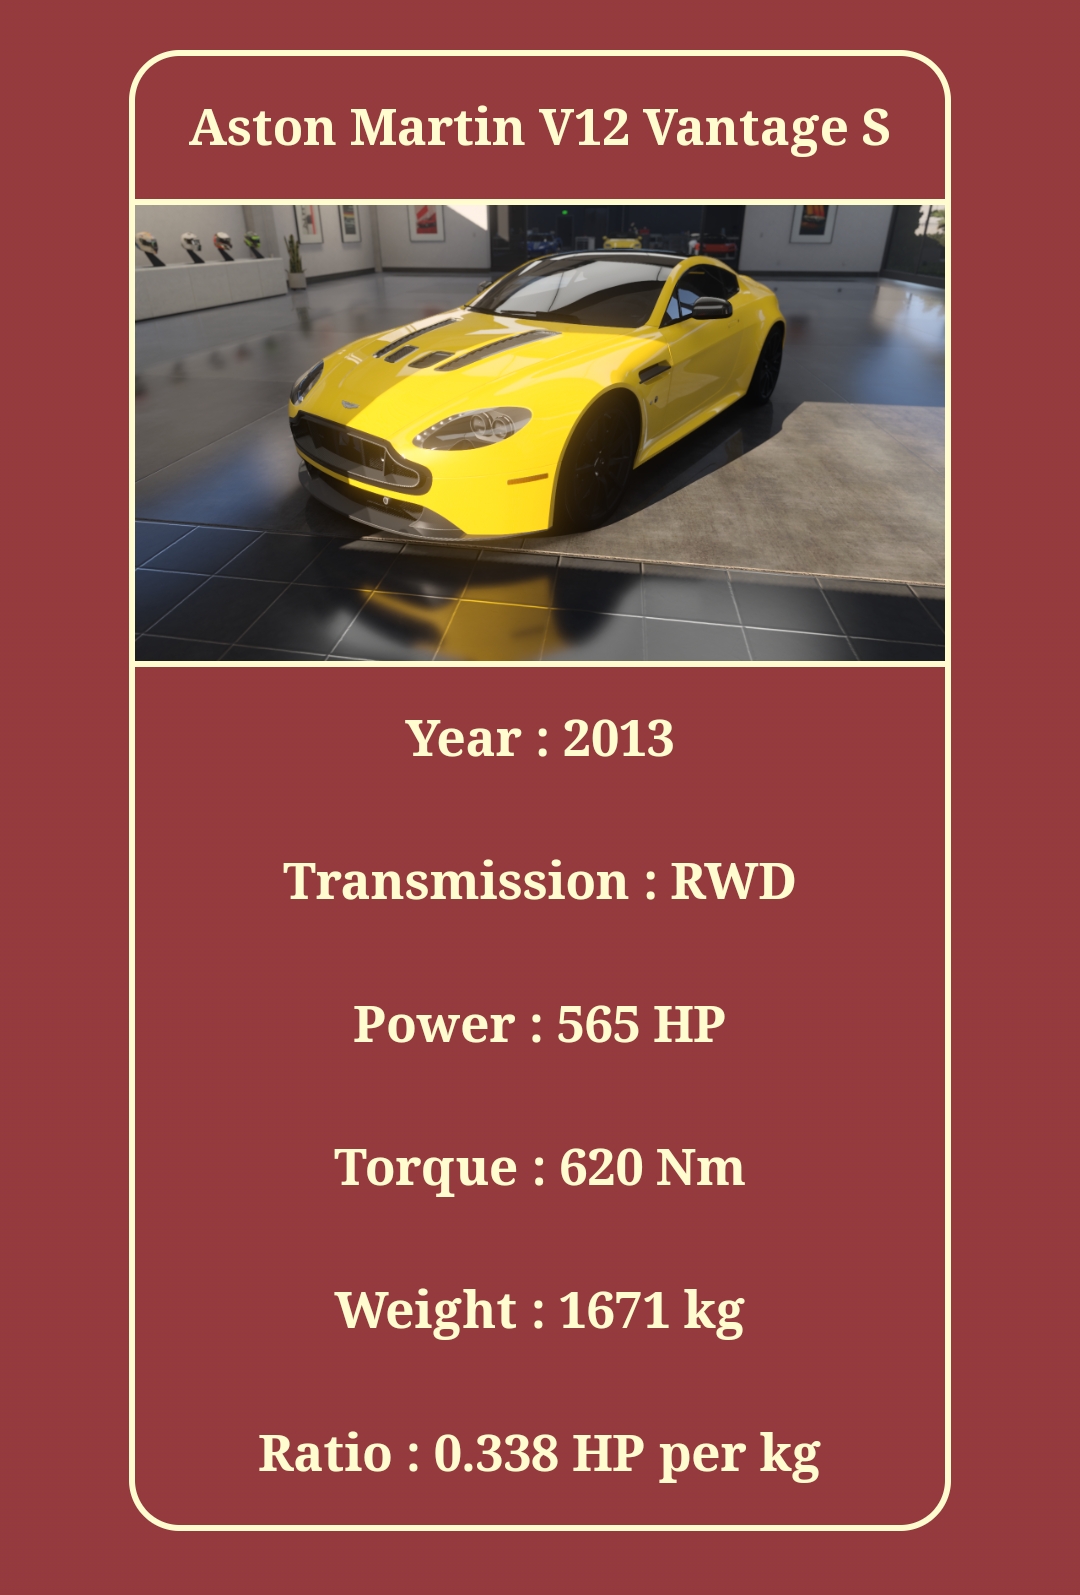 Aston Martin V12 Vantage S
Year : 2013
Transmission : RWD
Power : 565 HP
Torque : 620 Nm
Weight : 1671 kg
Ratio : 0.338 HP per kg